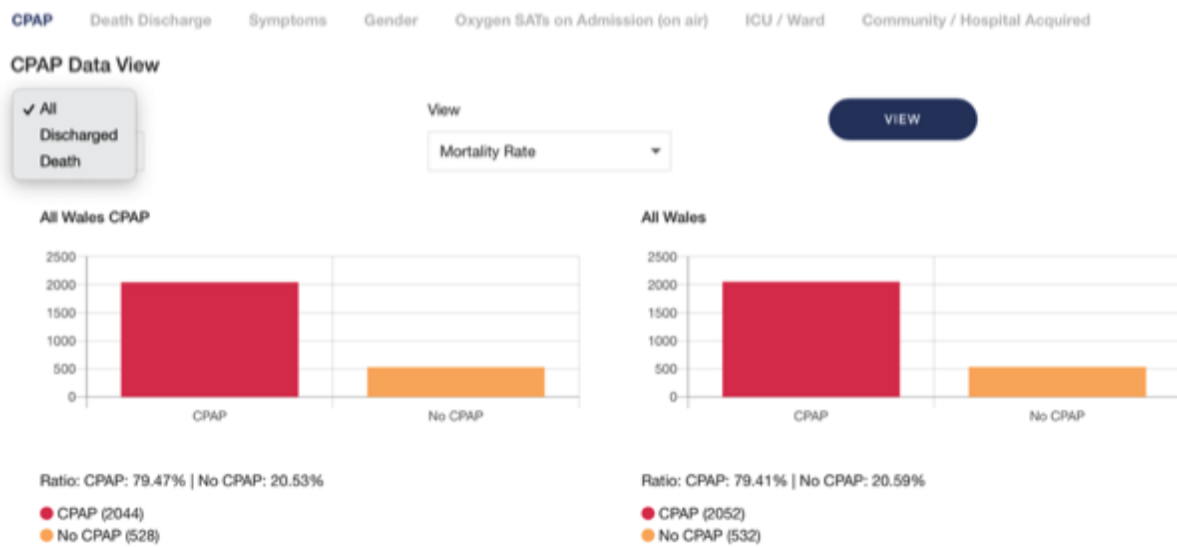 CPAP Death Discharge Symptoms Gender Oxygen SATs on Admission (on air) ICU / Ward Community / Hospital Acquired
CPAP Data View
✓ All
Discharged
Death
View
Mortality Rate
VIEW
All Wales CPAP
2500
2000
1500
1000
500
0
CPAP No CPAP
Ratio: CPAP: 79.47% | No CPAP: 20.53%
CPAP (2044)
No CPAP (528)
All Wales
2500
2000
1500
1000
500
0
CPAP No CPAP
Ratio: CPAP: 79.41% | No CPAP: 20.59%
CPAP (2052)
No CPAP (532)